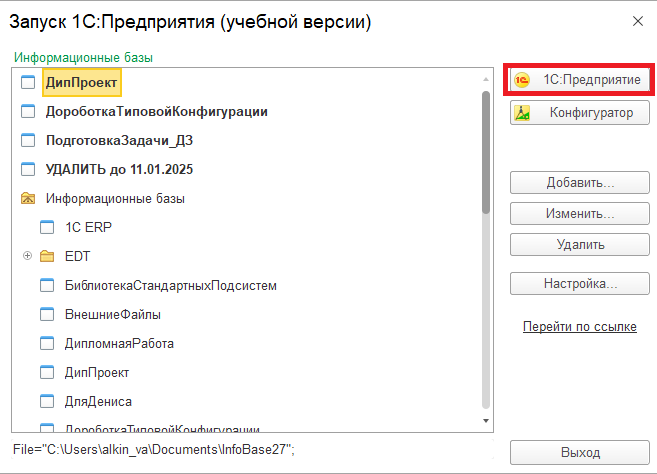 Запуск 1С:Предприятия (учебной версии)
Информационные базы
ДипПроект
ДороботкаТиповойКонфигурации
ПодготовкаЗадачи_ДЗ
УДАЛИТЬ до 11.01.2025
Информационные базы
1С ERP
EDT
БиблиотекаСтандартныхПодсистем
ВнешниеФайлы
ДипломнаяРабота
ДипПроект
ДляДениса
ДороботкаТиповойКонфигурации
File="C:\Users\alkin_va\Documents\InfoBase27";
1С:Предприятие
Конфигуратор
Добавить...
Изменить...
Удалить
Настройка...
Перейти по ссылке
Выход